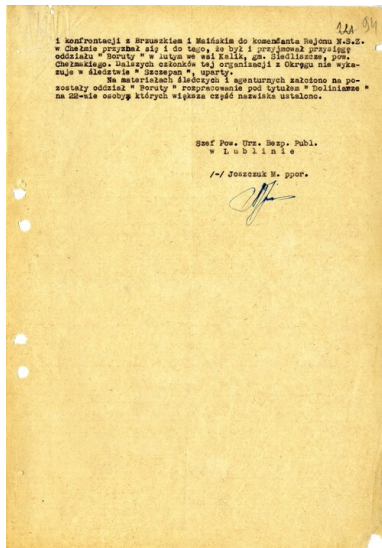 121 94
i konfrontacji z Brzuszkiem i Maińskim do komendanta Rejonu N.S.Z.
w Chełmie przyznał się i do tego, że był i przyjmował przysięgę
oddziału " Boruty " w lutym we wsi Kalik, gm. Siedliszcze, pow.
Chełmskiego. Dalszych członków tej organizacji z Okręgu nie wyka-
zuje w śledztwie " Szczepan ", uparty.
Na materiałach śledczych i agenturnych założono na po-
zostały oddział " Boruty " rozpracowanie pod tytułem " Doliniarze "
na 22-wie osoby, których większa część nazwiska ustalono.
Szef Pow. Urz. Bezp. Publ.
w Lublinie
/-/ Joszczuk M. ppor.